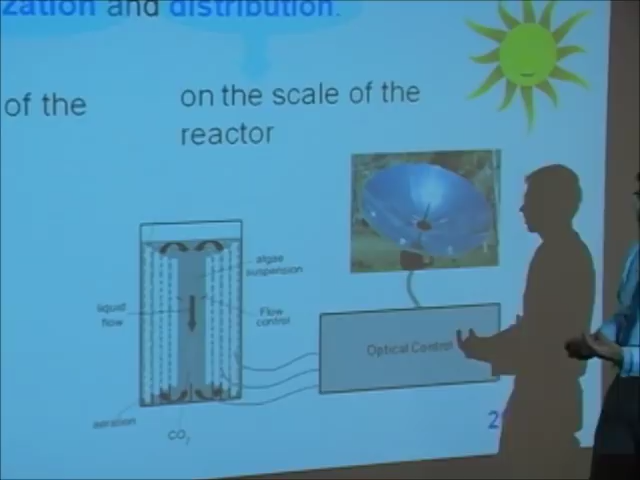 zation and distribution.
of the
on the scale of the
reactor
algae
suspension
liquid
flow
Flow
control
Optical Control
aeration
CO2
2